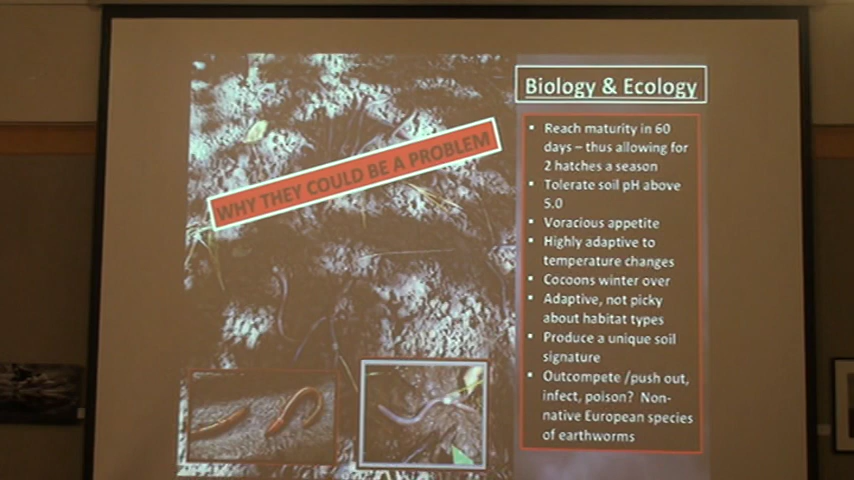 Biology & Ecology
WHY THEY COULD BE A PROBLEM
▪ Reach maturity in 60
days – thus allowing for
2 hatches a season
▪ Tolerate soil pH above
5.0
▪ Voracious appetite
▪ Highly adaptive to
temperature changes
▪ Cocoons winter over
▪ Adaptive, not picky
about habitat types
▪ Produce a unique soil
signature
▪ Outcompete /push out,
infect, poison? Non-
native European species
of earthworms